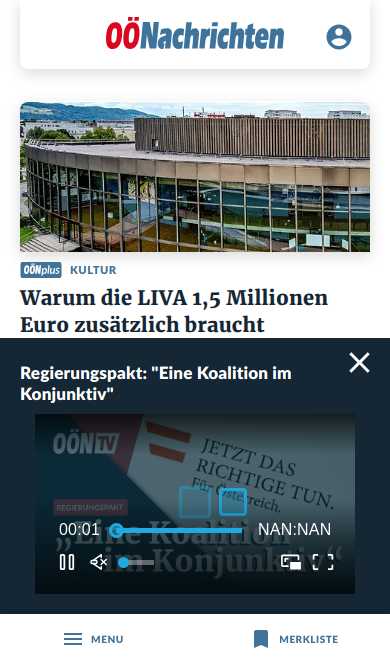 OÖNachrichten
OÖNplus KULTUR
Warum die LIVA 1,5 Millionen
Euro zusätzlich braucht
Regierungspakt: "Eine Koalition im
Konjunktiv"
OÖN TV
JETZT DAS
RICHTIGE TUN.
Für Österreich.
REGIERUNGSPAKT
00:01
NAN:NAN
„Eine Koalition
im Konjunktiv“
MENU
MERKLISTE